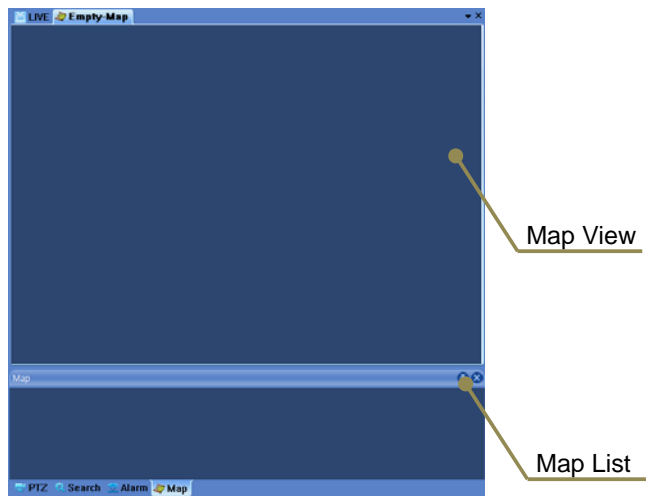 LIVE Empty-Map
Map View
Map
Map List
PTZ Search Alarm Map